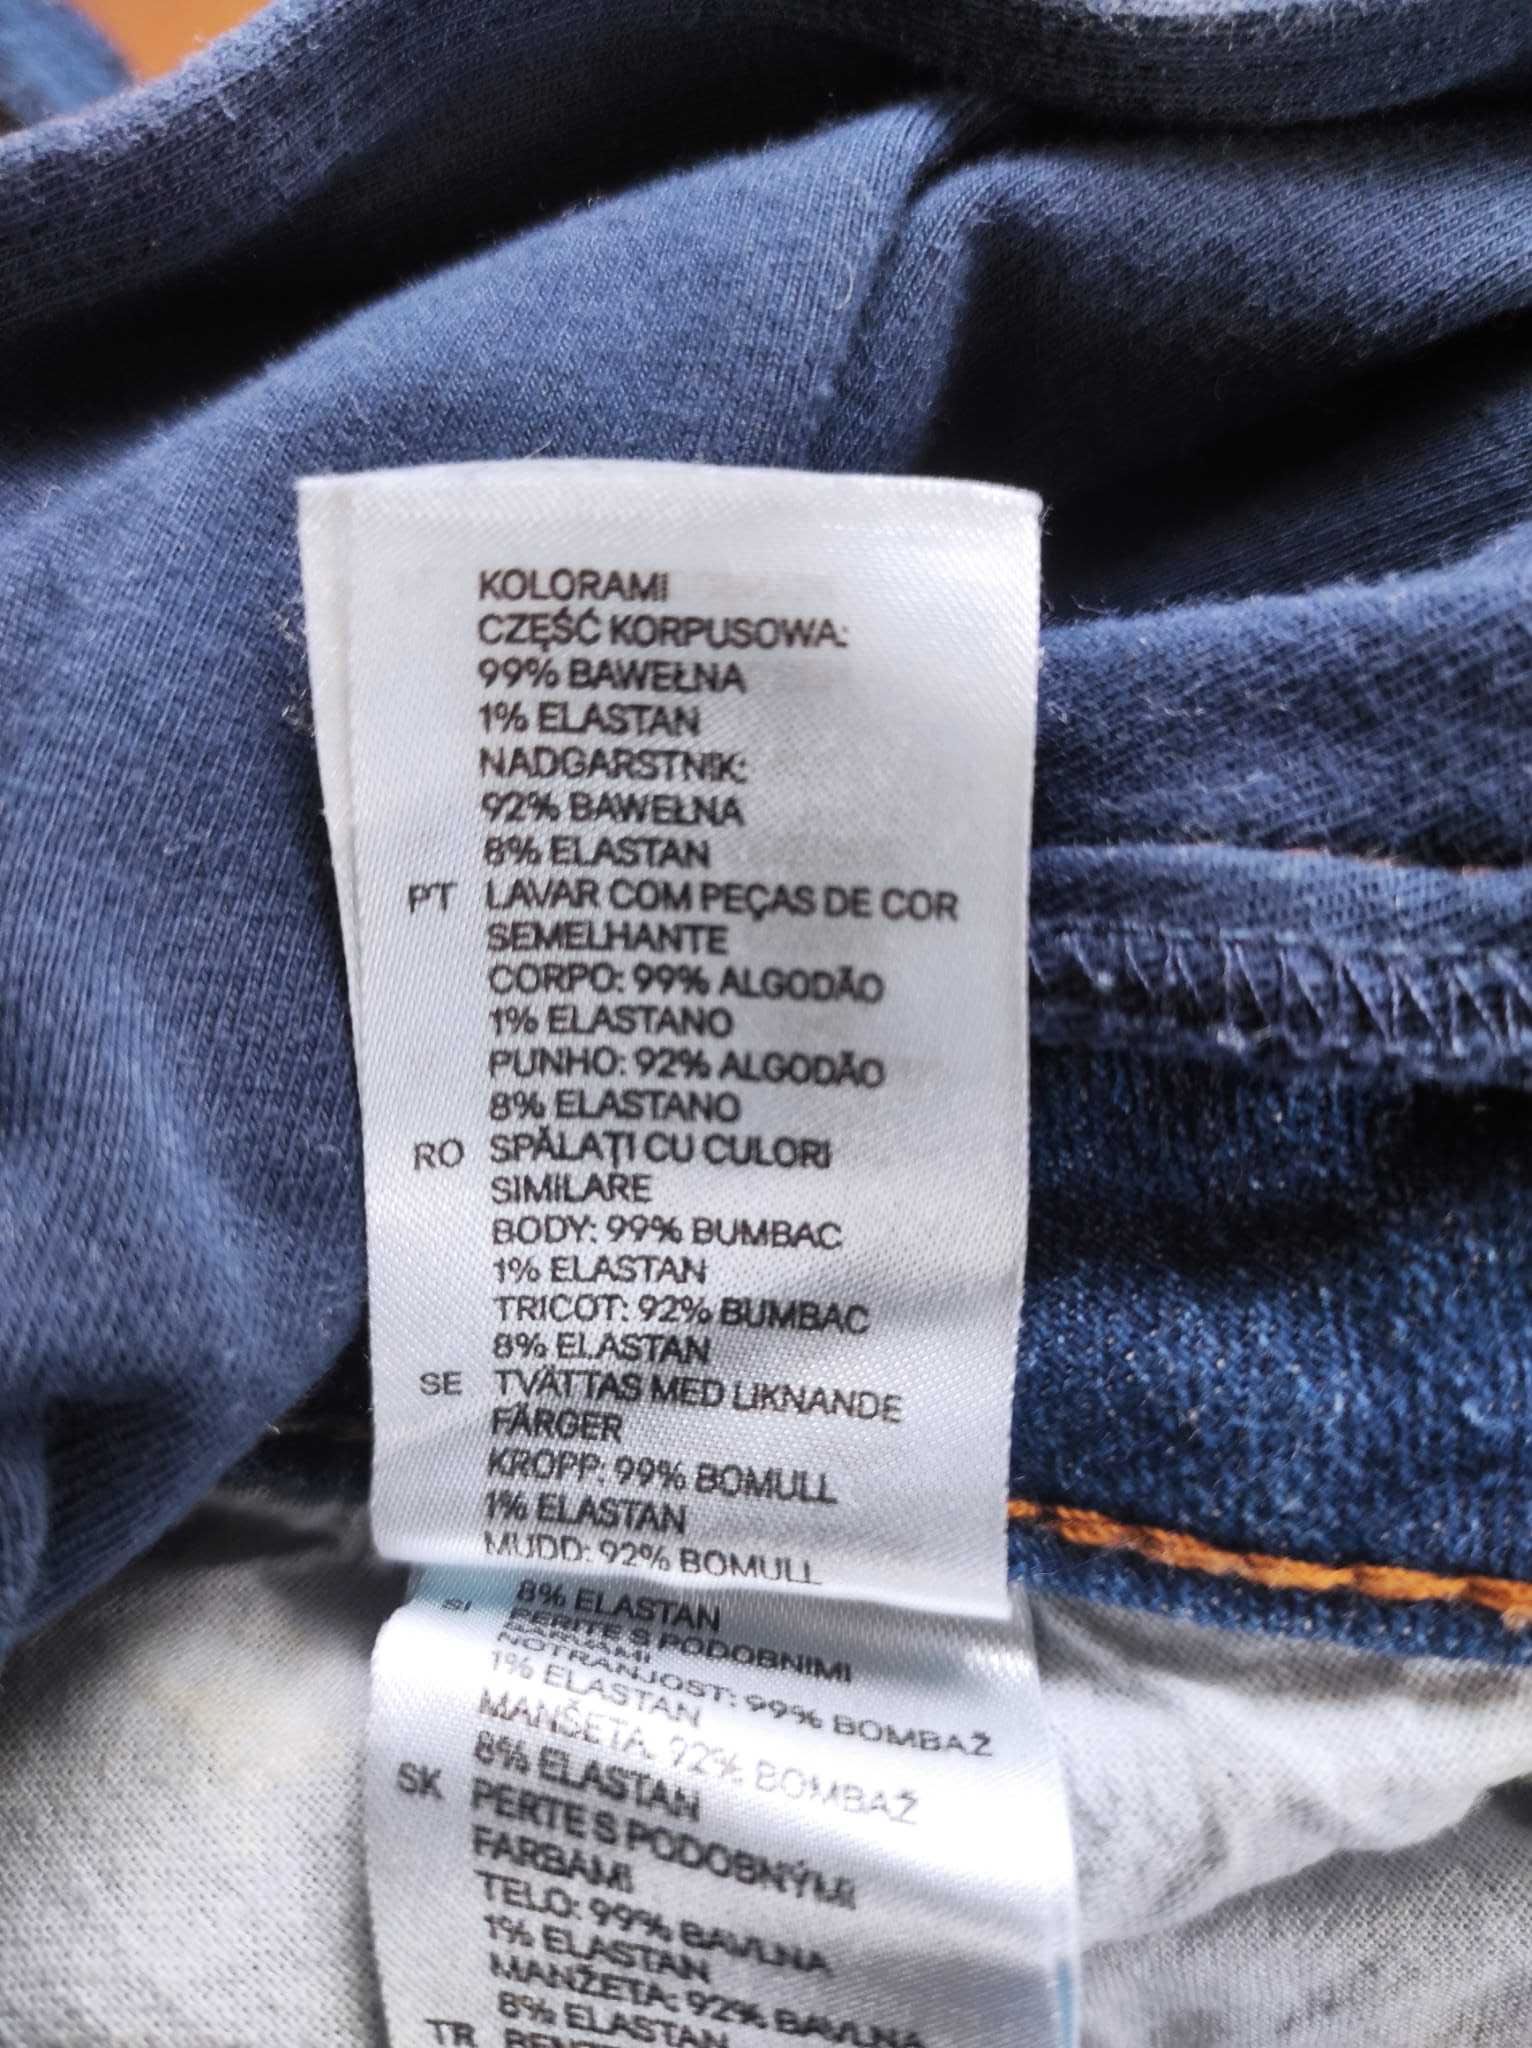 KOLORAMI
CZĘŚĆ KORPUSOWA:
99% BAWEŁNA
1% ELASTAN
NADGARSTNIK:
92% BAWEŁNA
8% ELASTAN
PT LAVAR COM PEÇAS DE COR
SEMELHANTE
CORPO: 99% ALGODÃO
1% ELASTANO
PUNHO: 92% ALGODÃO
8% ELASTANO
RO SPĂLAȚI CU CULORI
SIMILARE
BODY: 99% BUMBAC
1% ELASTAN
TRICOT: 92% BUMBAC
8% ELASTAN
SE TVÄTTAS MED LIKNANDE
FÄRGER
KROPP: 99% BOMULL
1% ELASTAN
MUDD: 92% BOMULL
8% ELASTAN
SI PERITE S PODOBNIMI
BARVAMI
NOTRANJOST: 99% BOMBAŽ
1% ELASTAN
MANŠETA: 92% BOMBAŽ
8% ELASTAN
SK PERTE S PODOBNÝMI
FARBAMI
TELO: 99% BAVLNA
1% ELASTAN
MANŽETA: 92% BAVLNA
8% ELASTAN
TR